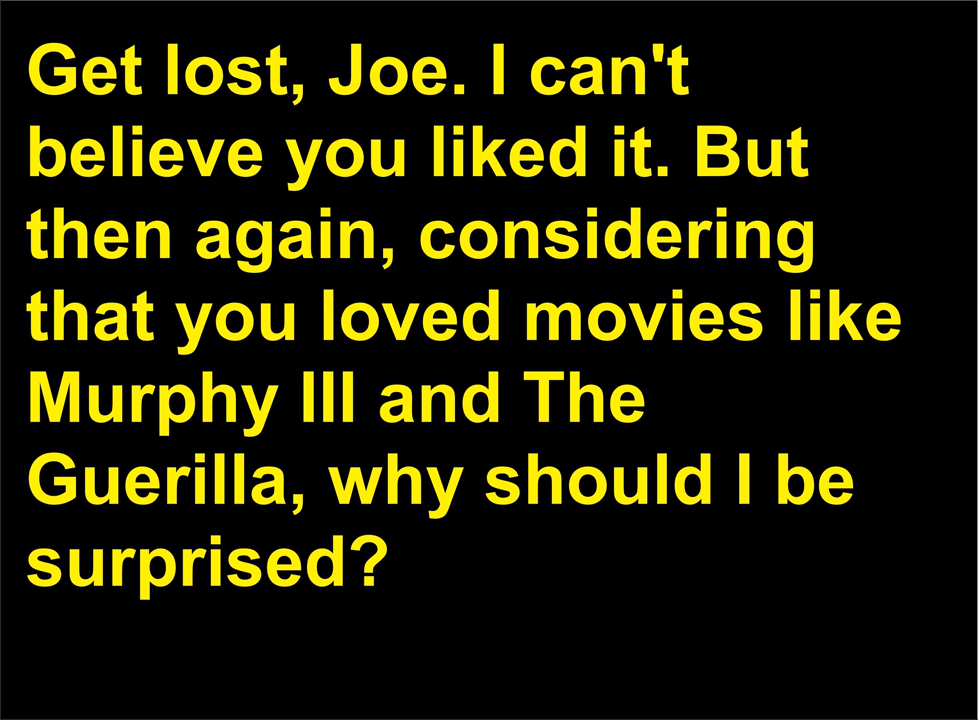 Get lost, Joe. I can't
believe you liked it. But
then again, considering
that you loved movies like
Murphy III and The
Guerilla, why should I be
surprised?